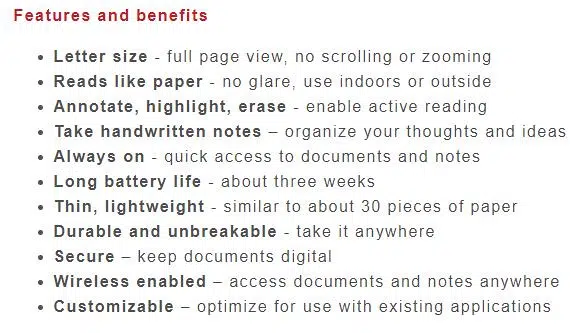 Features and benefits
• Letter size - full page view, no scrolling or zooming
• Reads like paper - no glare, use indoors or outside
• Annotate, highlight, erase - enable active reading
• Take handwritten notes – organize your thoughts and ideas
• Always on - quick access to documents and notes
• Long battery life - about three weeks
• Thin, lightweight - similar to about 30 pieces of paper
• Durable and unbreakable - take it anywhere
• Secure – keep documents digital
• Wireless enabled – access documents and notes anywhere
• Customizable – optimize for use with existing applications